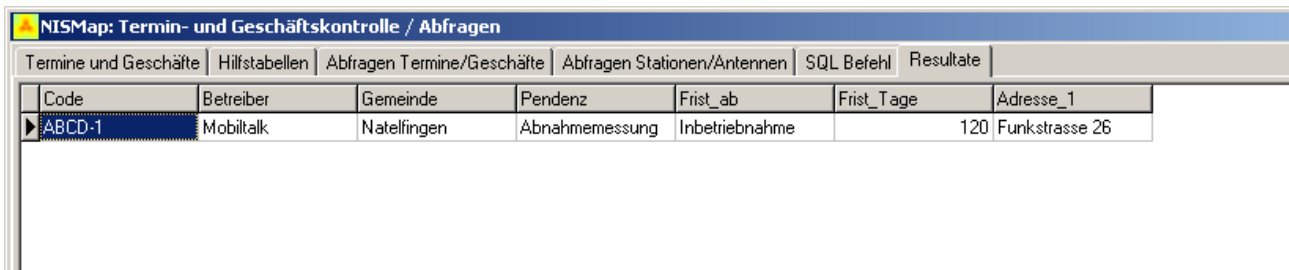 NISMap: Termin- und Geschäftskontrolle / Abfragen
Termine und Geschäfte Hilfstabellen Abfragen Termine/Geschäfte Abfragen Stationen/Antennen SQL Befehl Resultate
Code Betreiber Gemeinde Pendenz Frist_ab Frist_Tage Adresse_1
ABCD-1 Mobiltalk Natelfingen Abnahmemessung Inbetriebnahme 120 Funkstrasse 26